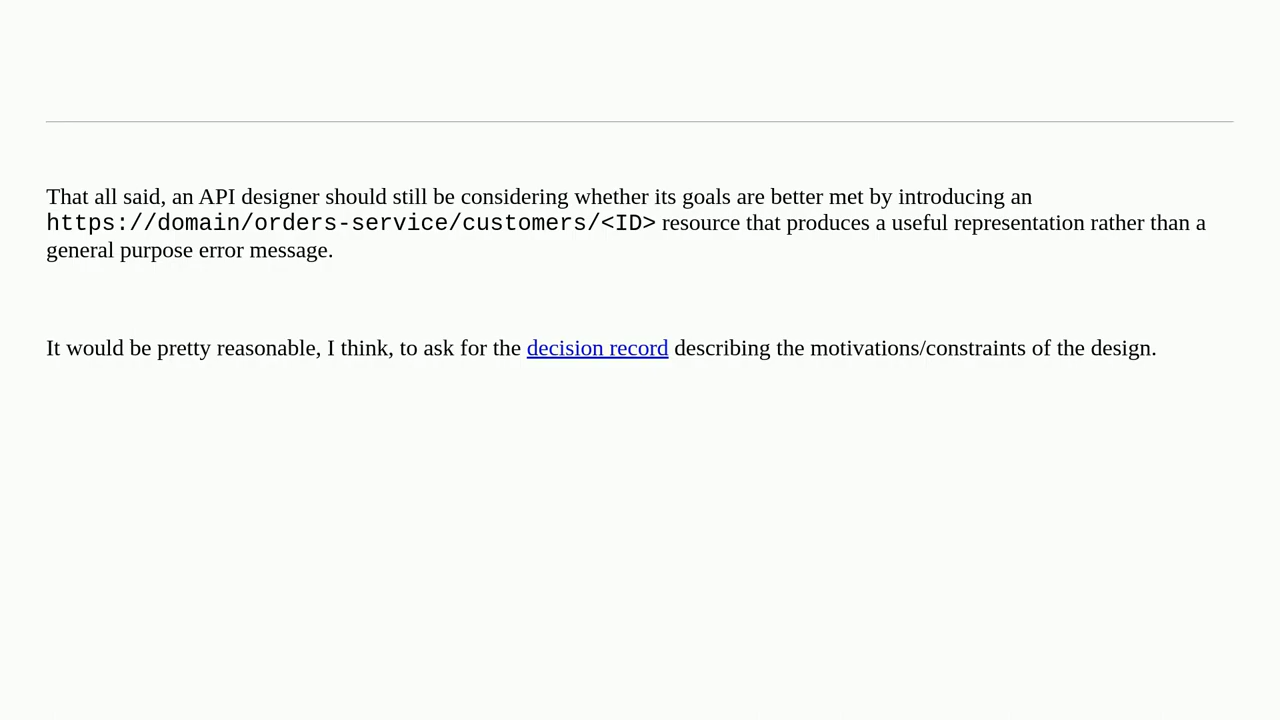 That all said, an API designer should still be considering whether its goals are better met by introducing an
https://domain/orders-service/customers/<ID> resource that produces a useful representation rather than a
general purpose error message.
It would be pretty reasonable, I think, to ask for the decision record describing the motivations/constraints of the design.